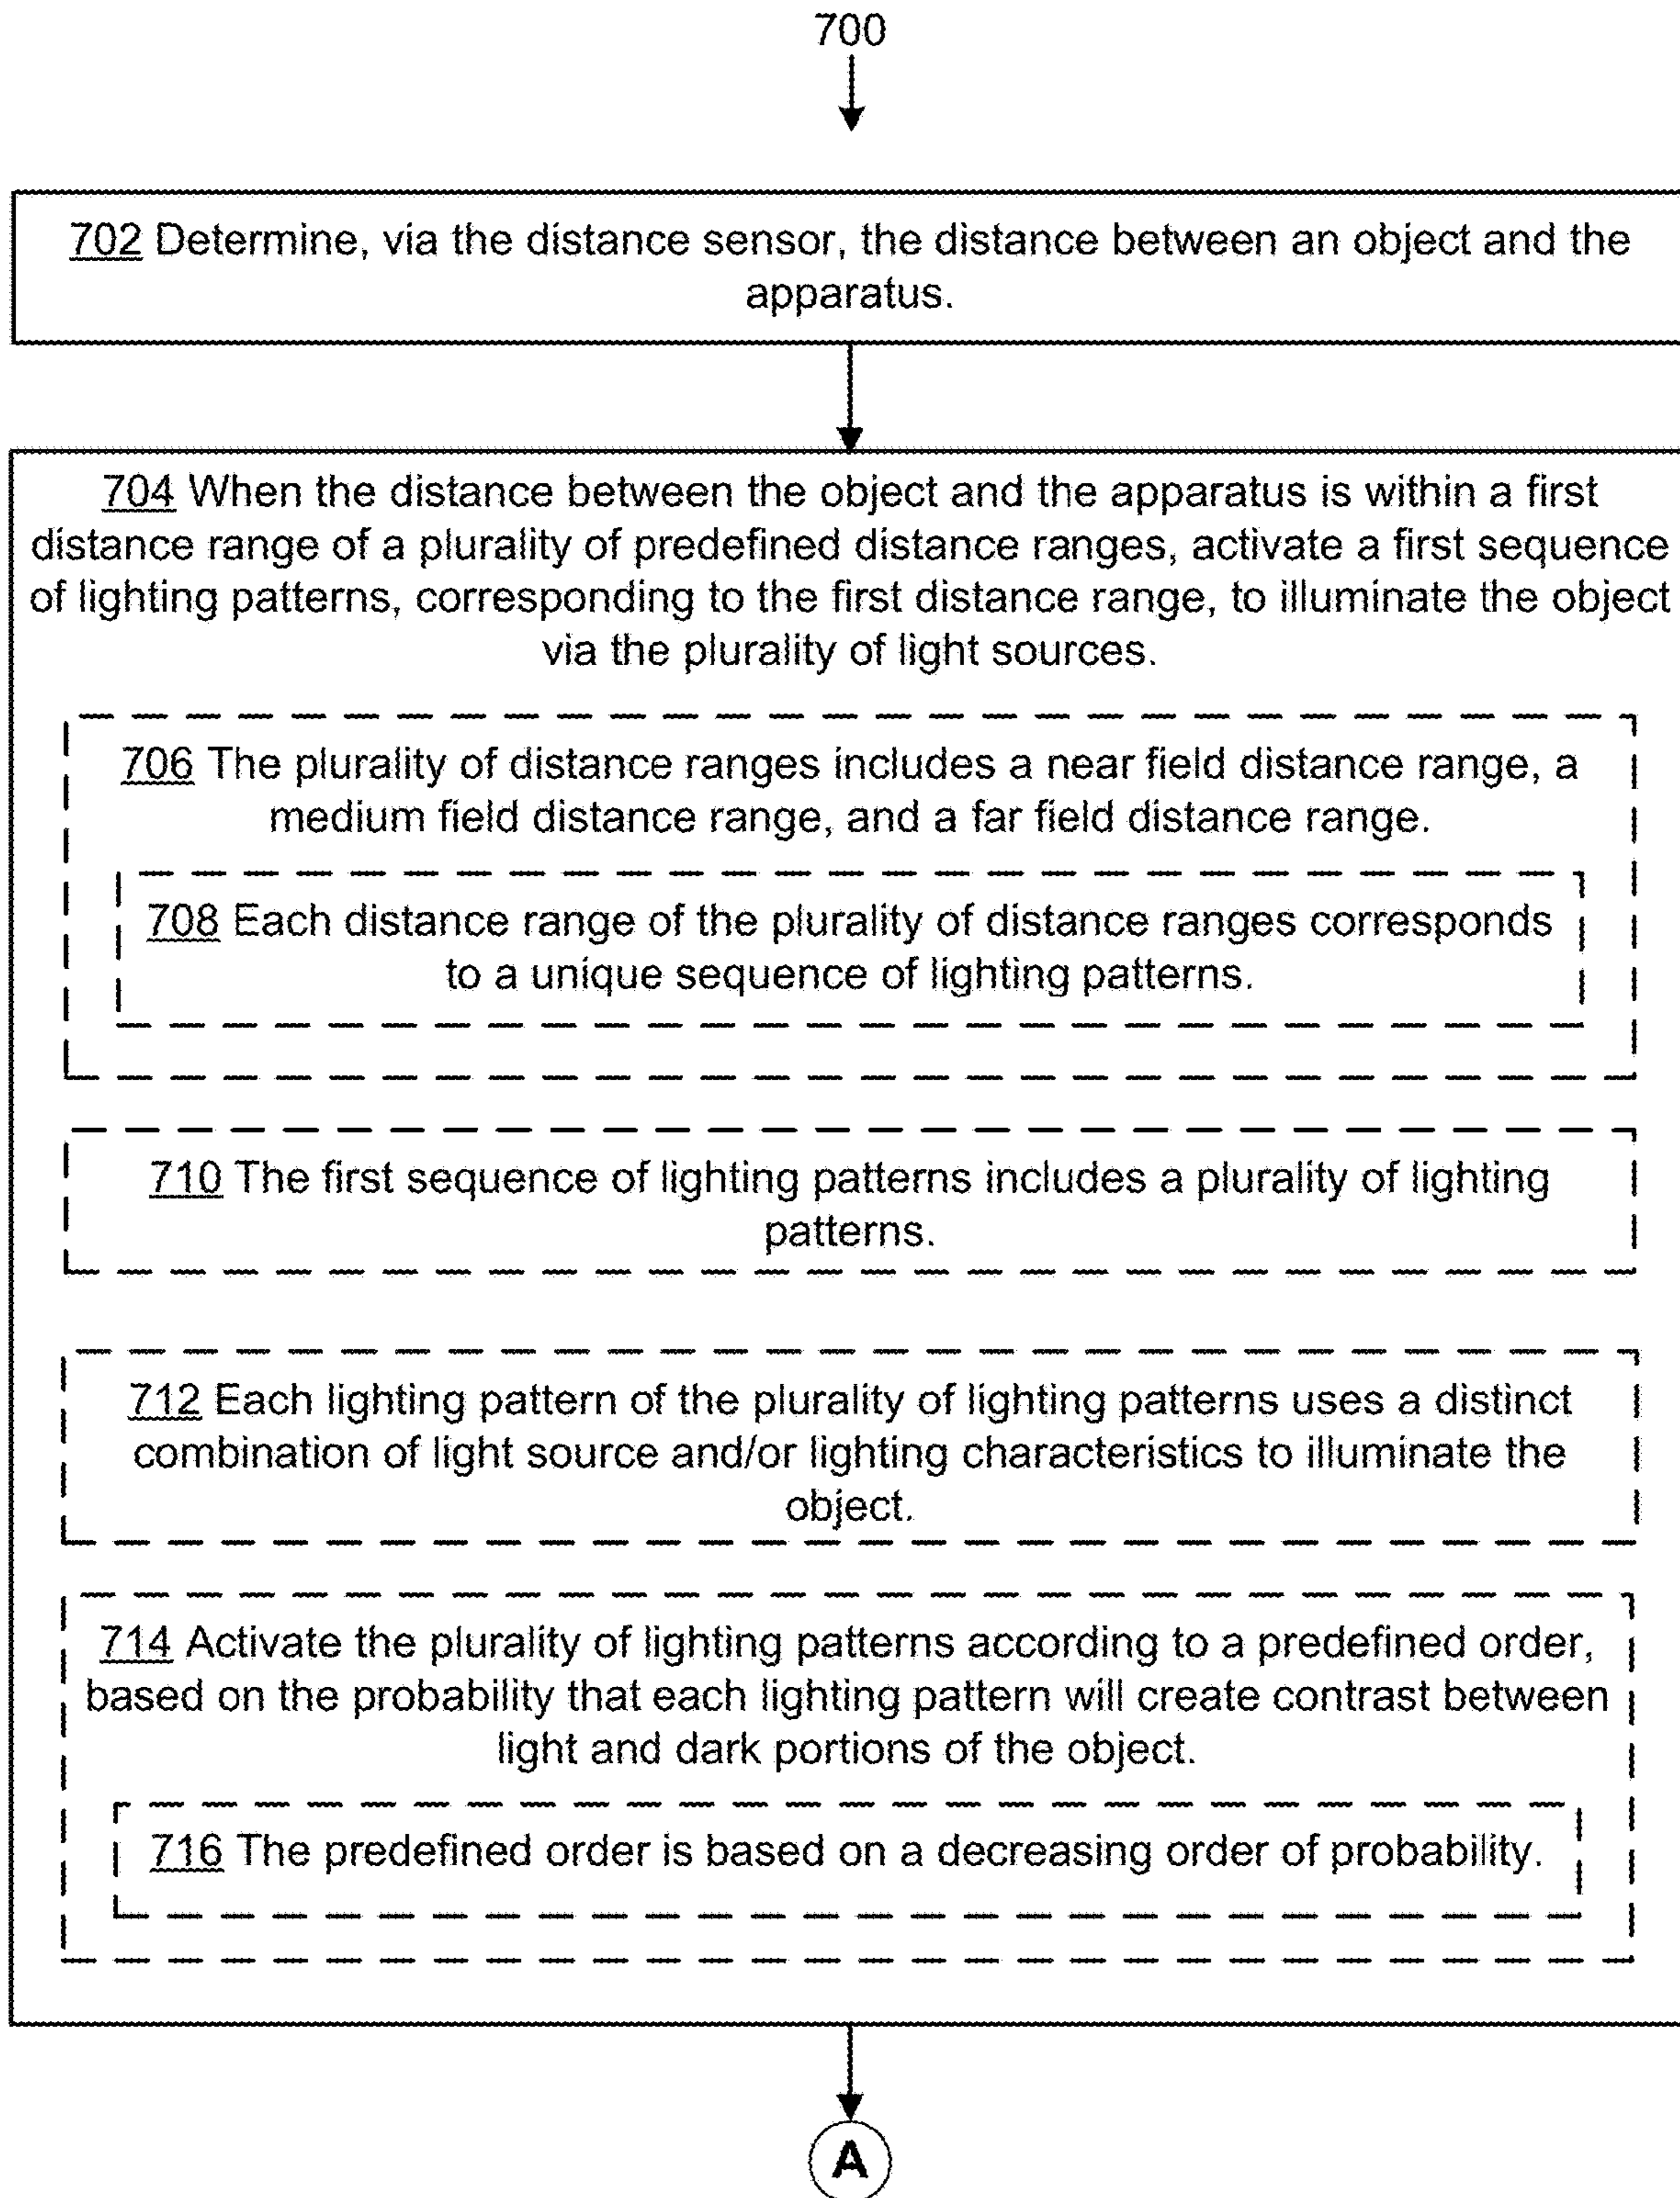 700
702 Determine, via the distance sensor, the distance between an object and the
apparatus.
704 When the distance between the object and the apparatus is within a first
distance range of a plurality of predefined distance ranges, activate a first sequence
of lighting patterns, corresponding to the first distance range, to illuminate the object
via the plurality of light sources.
706 The plurality of distance ranges includes a near field distance range, a
medium field distance range, and a far field distance range.
708 Each distance range of the plurality of distance ranges corresponds
to a unique sequence of lighting patterns.
710 The first sequence of lighting patterns includes a plurality of lighting
patterns.
712 Each lighting pattern of the plurality of lighting patterns uses a distinct
combination of light source and/or lighting characteristics to illuminate the
object.
714 Activate the plurality of lighting patterns according to a predefined order,
based on the probability that each lighting pattern will create contrast between
light and dark portions of the object.
716 The predefined order is based on a decreasing order of probability.
A